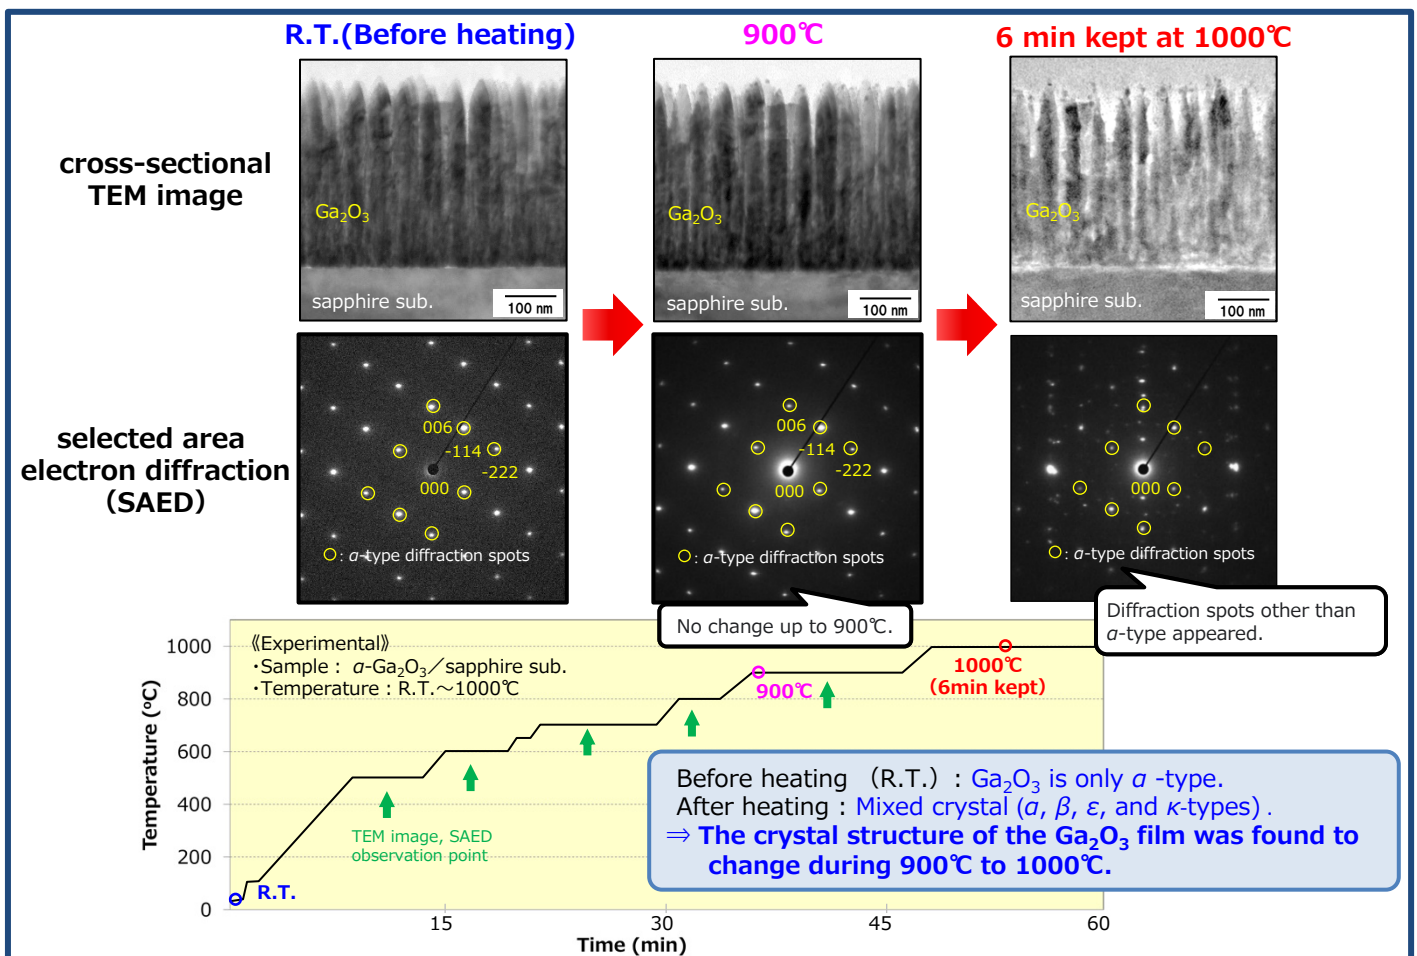 R.T.(Before heating)
900℃
6 min kept at 1000℃
cross-sectional
TEM image
Ga₂O₃
sapphire sub.
100 nm
Ga₂O₃
sapphire sub.
100 nm
Ga₂O₃
sapphire sub.
100 nm
selected area
electron diffraction
（SAED）
006
-114
-222
000
○: α-type diffraction spots
006
-114
-222
000
○: α-type diffraction spots
000
○: α-type diffraction spots
No change up to 900℃.
Diffraction spots other than
α-type appeared.
《Experimental》
・Sample : α-Ga₂O₃／sapphire sub.
・Temperature : R.T.～1000℃
Temperature (℃)
1000
800
600
400
200
0
R.T.
TEM image, SAED
observation point
900℃
1000℃
（6min kept）
Before heating （R.T.）: Ga₂O₃ is only α -type.
After heating : Mixed crystal (α, β, ε, and κ-types) .
⇒ The crystal structure of the Ga₂O₃ film was found to
change during 900℃ to 1000℃.
15
30
45
60
Time (min)